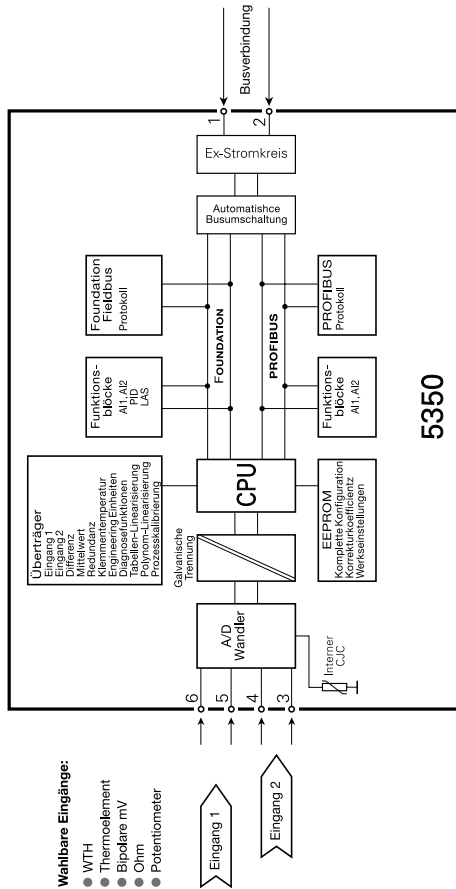 Wahlbare Eingänge:
WTH
Thermoelement
Bipolare mV
Ohm
Potentiometer
Eingang 1
Eingang 2
6
5
4
3
A/D
Wandler
Interner
CJC
Galvanische
Trennung
Überträger
Eingang 1
Eingang 2
Differenz
Mittelwert
Redundanz
Klemmentemperatur
Engineering Einheiten
Diagnosefunktionen
Tabellen-Linearisierung
Polynom-Linearisierung
Prozesskalibrierung
CPU
EEPROM
Komplette Konfiguration
Korrekturkoefficientz
Werkseinstellungen
Funktions-
blöcke
AI1, AI2
PID
LAS
Foundation
Fieldbus
Protokoll
FOUNDATION
PROFIBUS
Funktions-
blöcke
AI1, AI2
PROFIBUS
Protokoll
Automatishce
Busumschaltung
Ex-Stromkreis
1
2
Busverbindung
5350